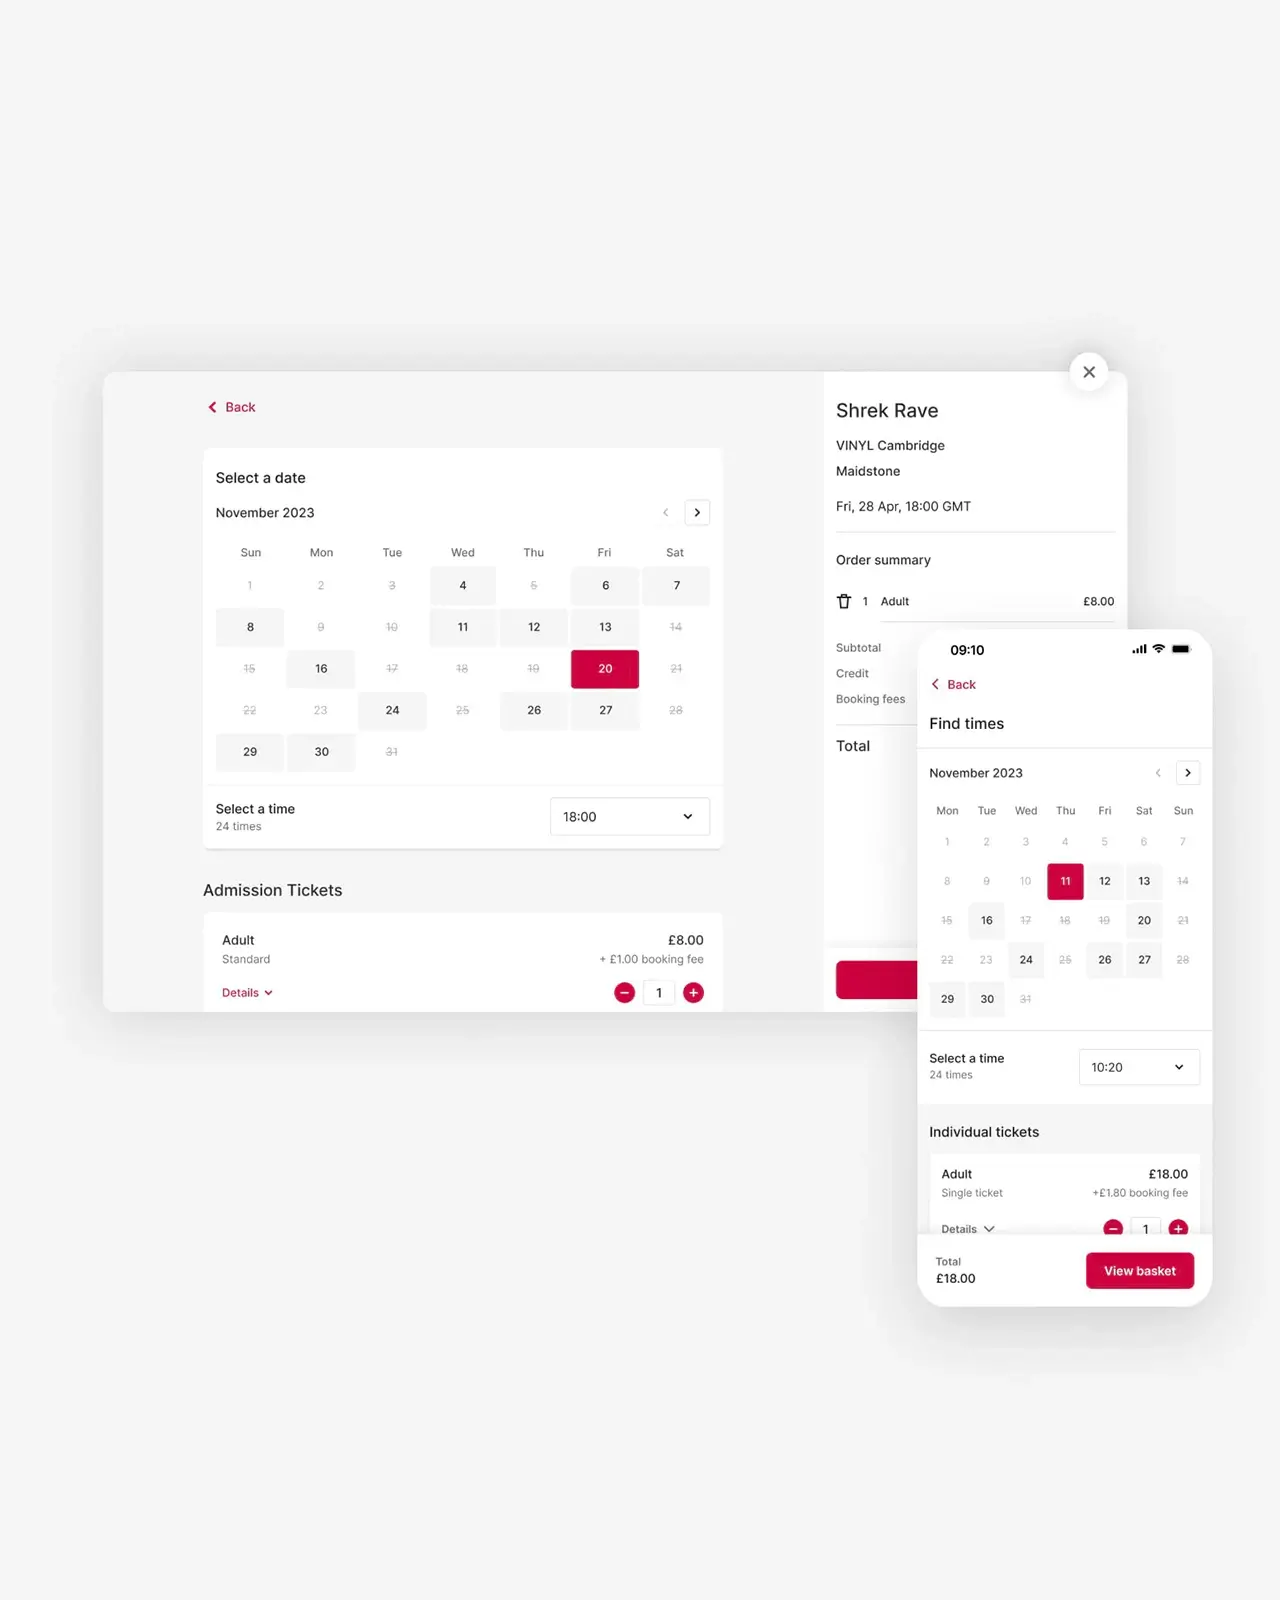 Back
Select a date
November 2023
Sun Mon Tue Wed Thu Fri Sat
1 2 3 4 5 6 7
8 9 10 11 12 13 14
15 16 17 18 19 20 21
22 23 24 25 26 27 28
29 30 31
Select a time
24 times
18:00
Admission Tickets
Adult £8.00
Standard + £1.00 booking fee
Details 1
Shrek Rave
VINYL Cambridge
Maidstone
Fri, 28 Apr, 18:00 GMT
Order summary
1 Adult £8.00
Subtotal
Credit
Booking fees
Total
09:10
Back
Find times
November 2023
Mon Tue Wed Thu Fri Sat Sun
1 2 3 4 5 6 7
8 9 10 11 12 13 14
15 16 17 18 19 20 21
22 23 24 25 26 27 28
29 30 31
Select a time
24 times
10:20
Individual tickets
Adult £18.00
Single ticket +£1.80 booking fee
Details 1
Total
£18.00
View basket